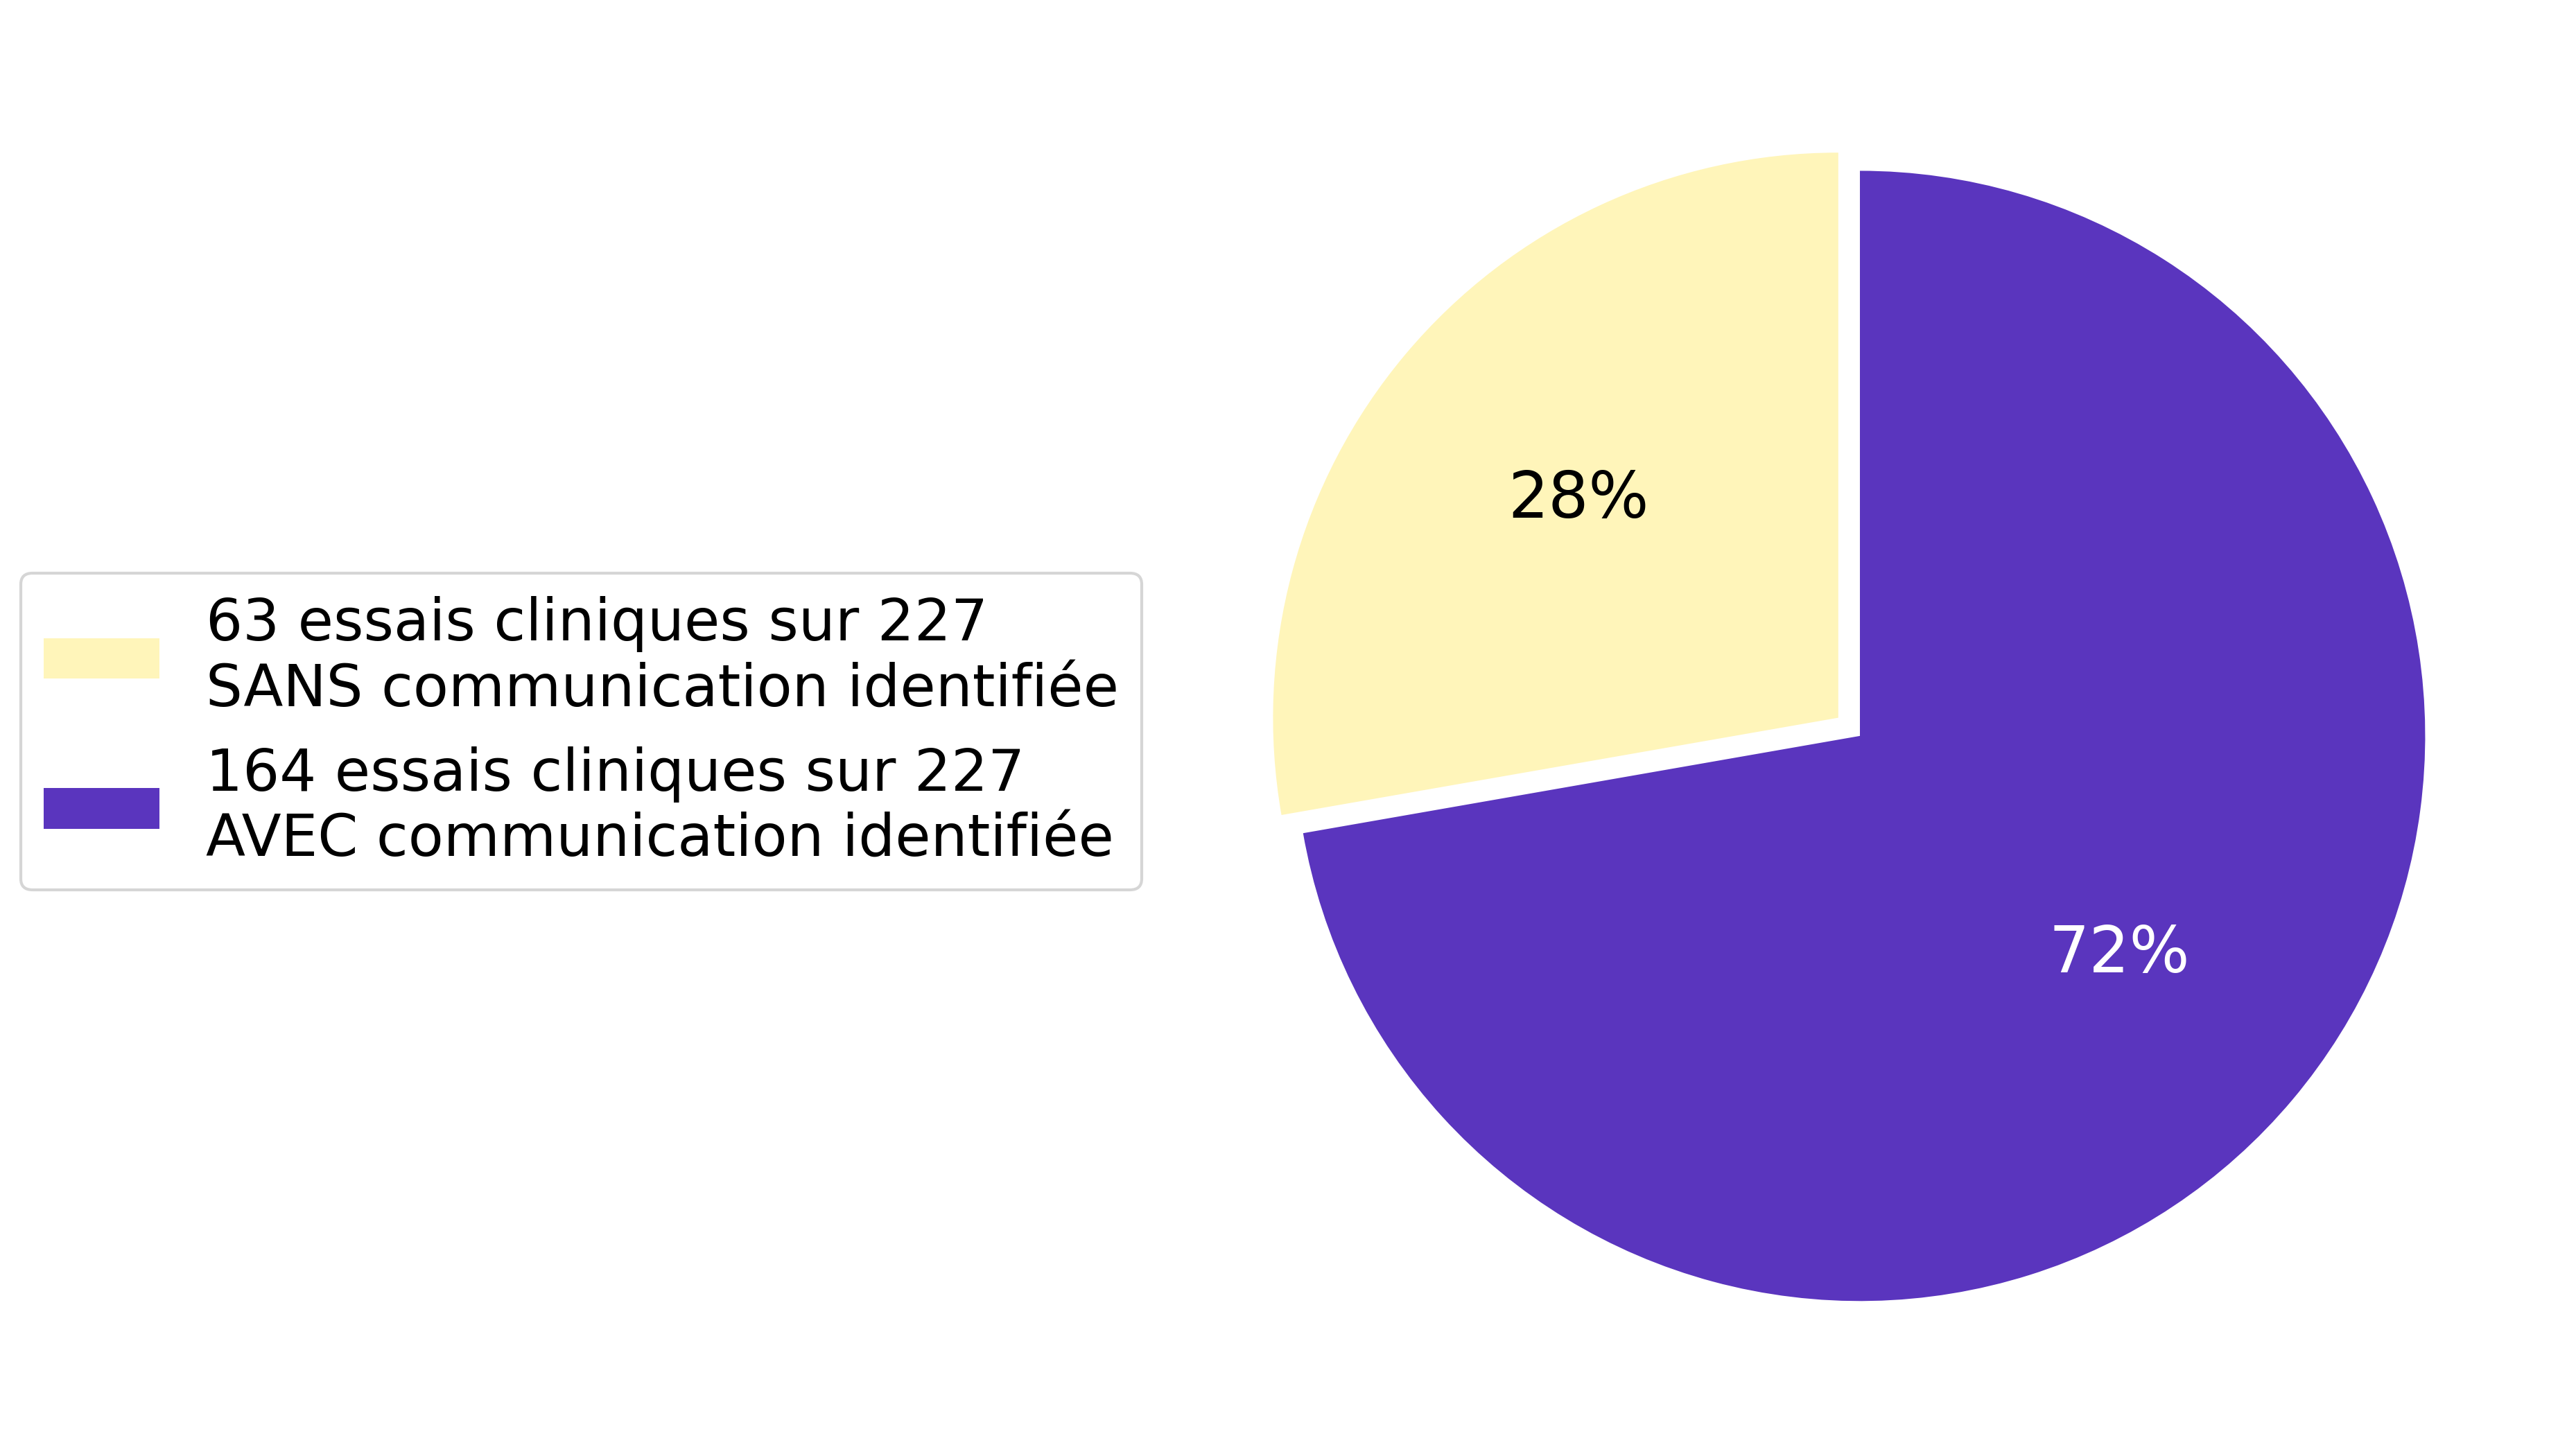 63 essais cliniques sur 227
SANS communication identifiée
164 essais cliniques sur 227
AVEC communication identifiée
28%
72%